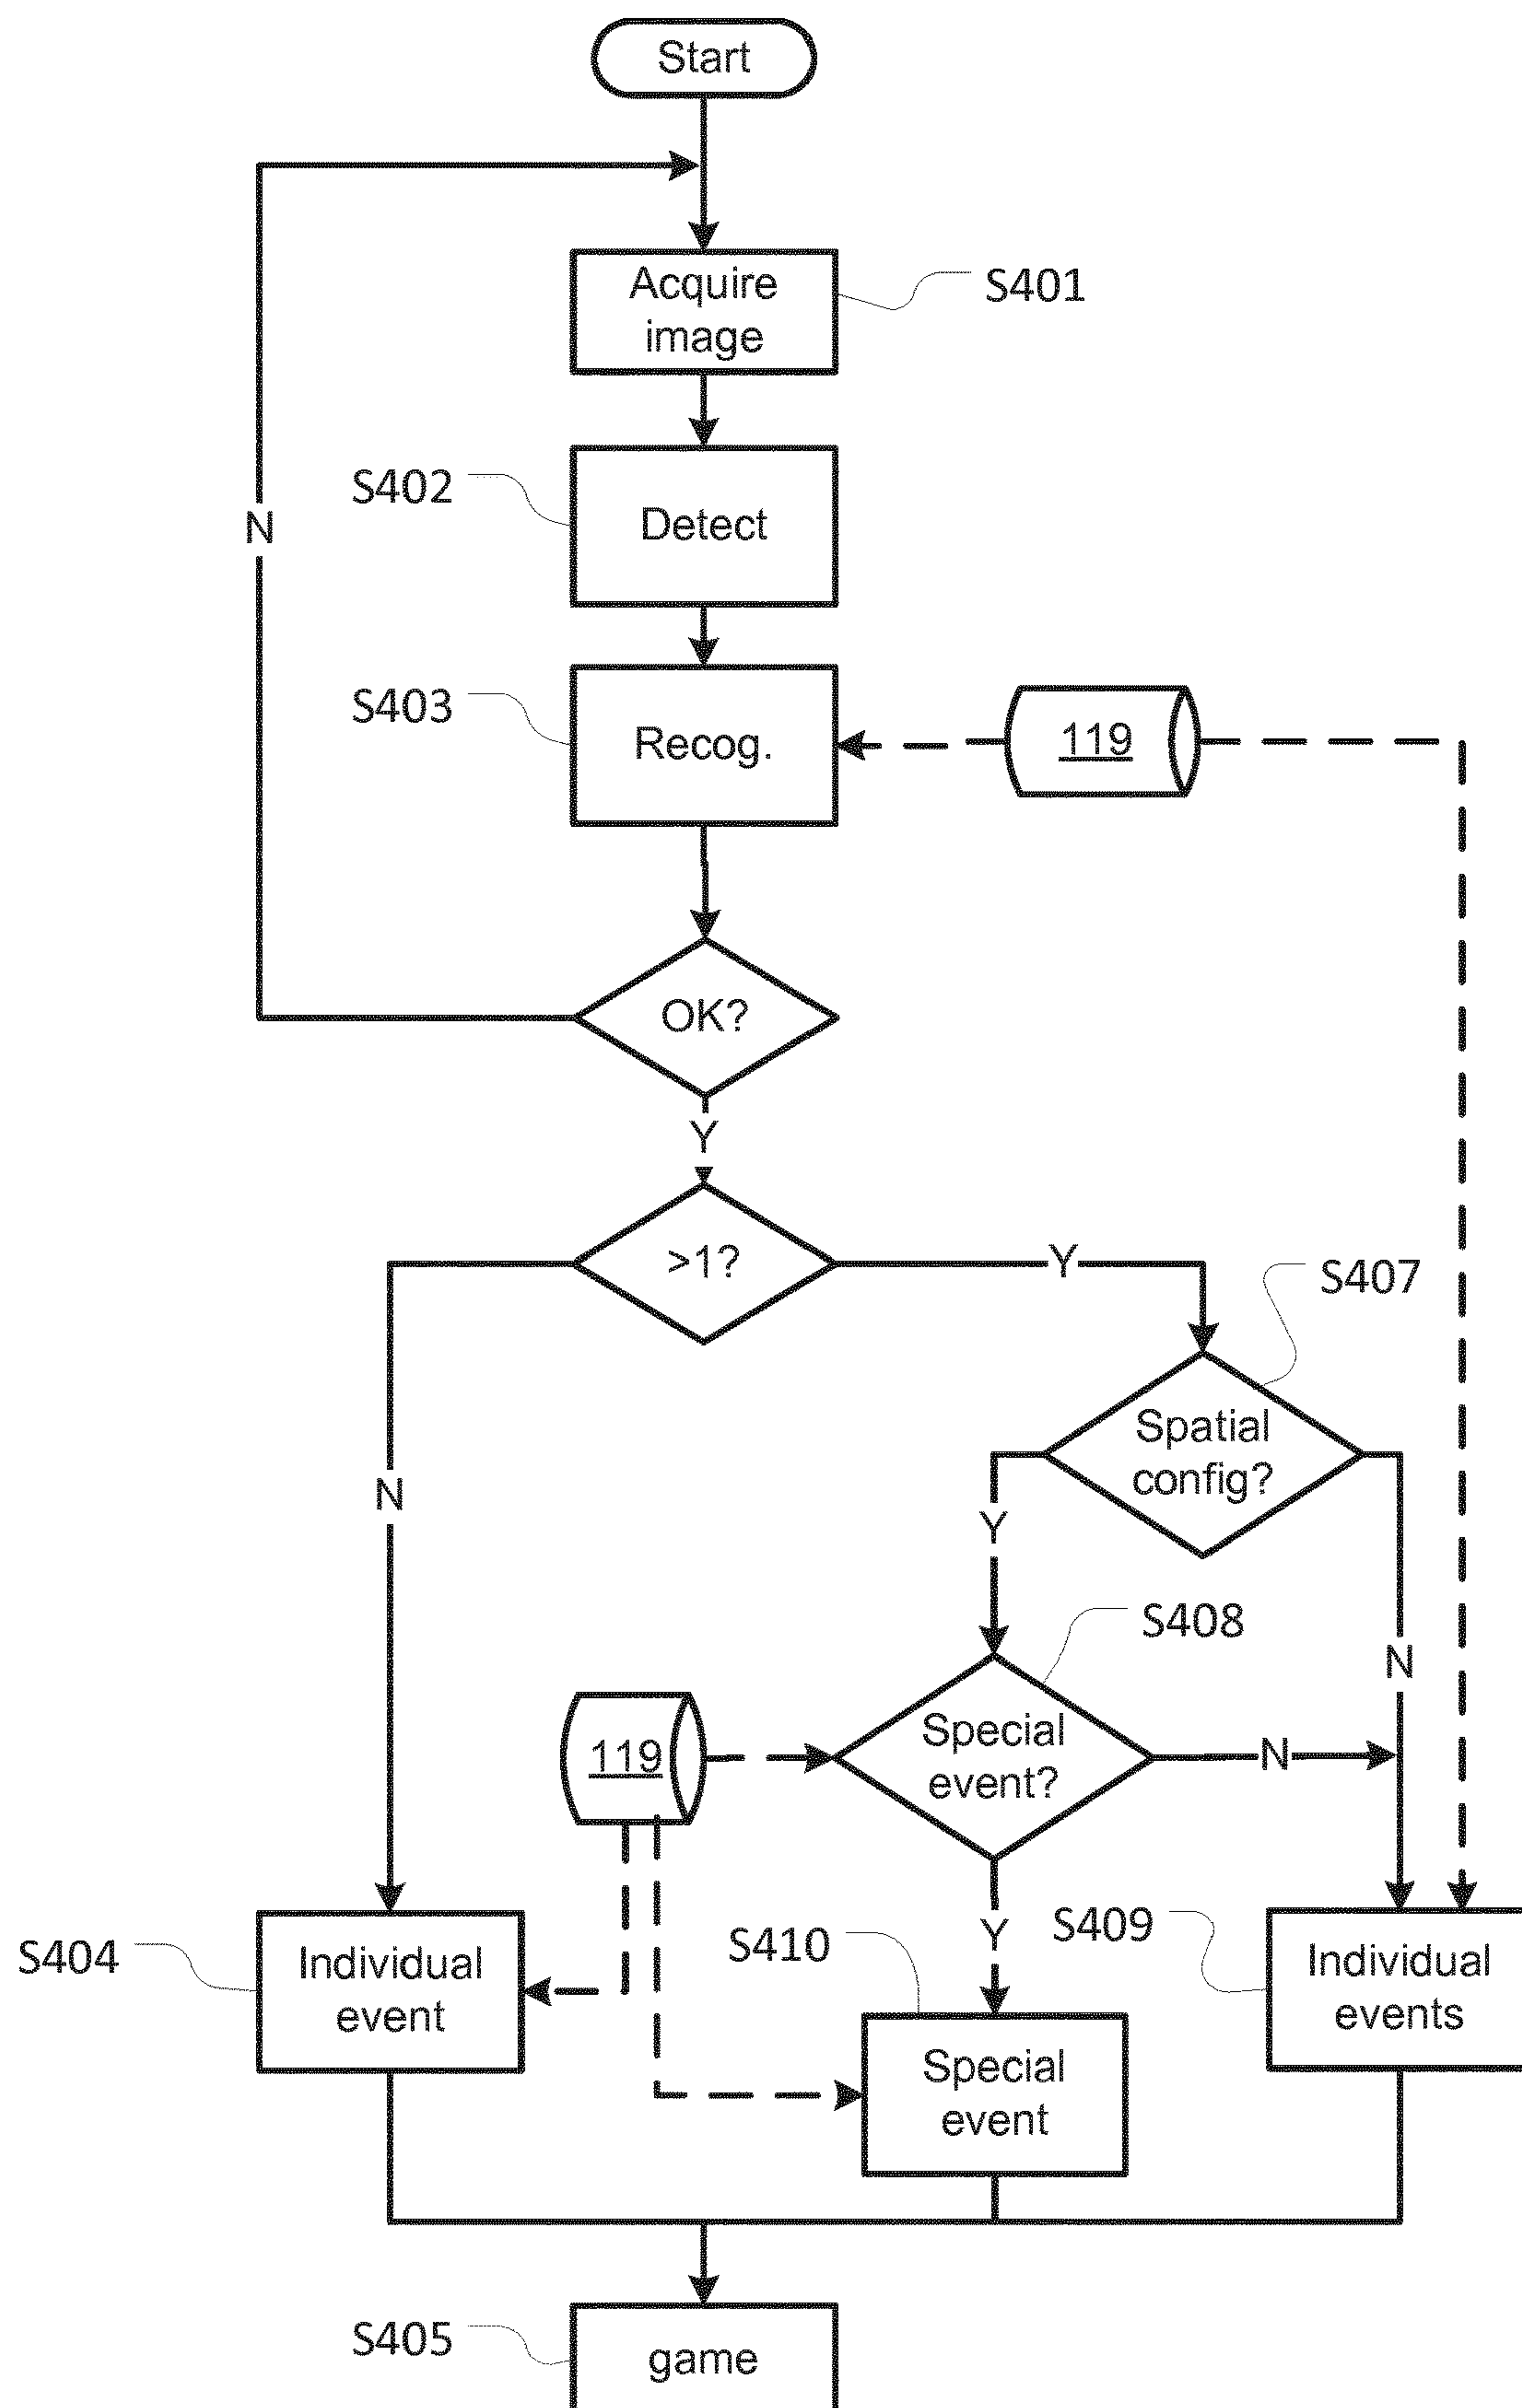 Start
Acquire
image
S401
S402
Detect
S403
Recog.
119
N
OK?
Y
>1?
Y
S407
Spatial
config?
N
Y
S408
N
119
Special
event?
N
S404
Individual
event
S410
Y
S409
Individual
events
Special
event
S405
game